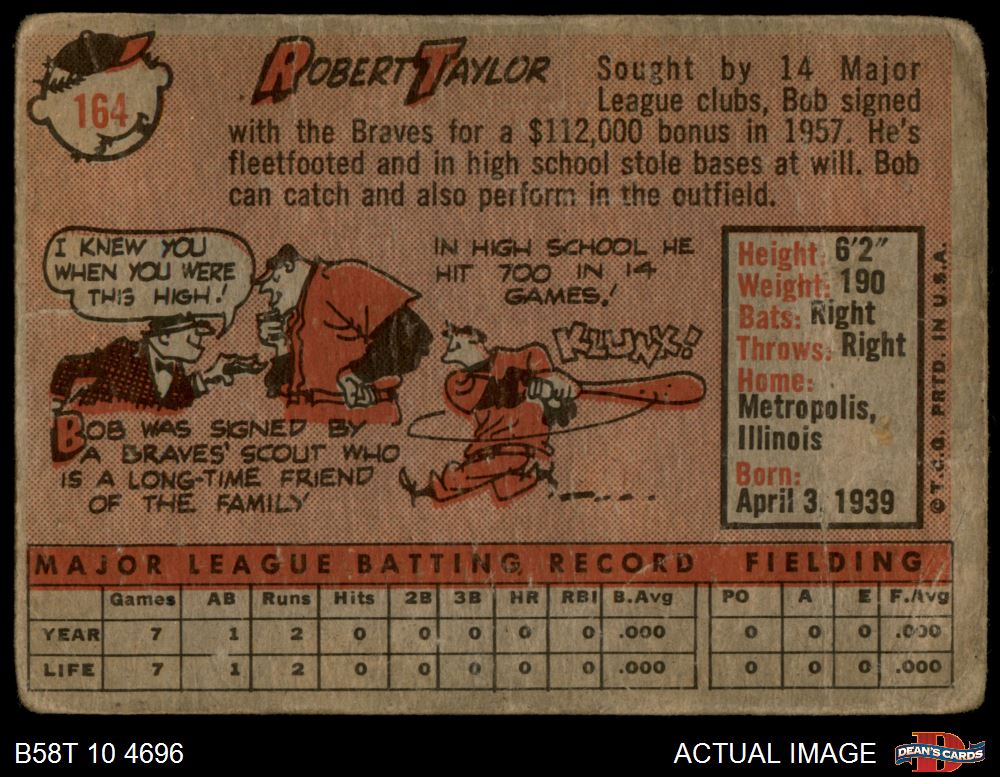 164
ROBERT TAYLOR
Sought by 14 Major
League clubs, Bob signed
with the Braves for a $112,000 bonus in 1957. He's
fleetfooted and in high school stole bases at will. Bob
can catch and also perform in the outfield.
I KNEW YOU
WHEN YOU WERE
THIS HIGH!
BOB WAS SIGNED BY
A BRAVES' SCOUT WHO
IS A LONG-TIME FRIEND
OF THE FAMILY
IN HIGH SCHOOL HE
HIT 700 IN 14
GAMES!
KLUNK!
Height: 6'2"
Weight: 190
Bats: Right
Throws: Right
Home:
Metropolis,
Illinois
Born:
April 3, 1939
© T.C.G. PRTD. IN U.S.A.
MAJOR LEAGUE BATTING RECORD FIELDING
Games AB Runs Hits 2B 3B HR RBI B.Avg PO A E F.Avg
YEAR 7 1 2 0 0 0 0 0 .000 0 0 0 .000
LIFE 7 1 2 0 0 0 0 0 .000 0 0 0 .000
B58T 10 4696
ACTUAL IMAGE
DEAN'S CARDS